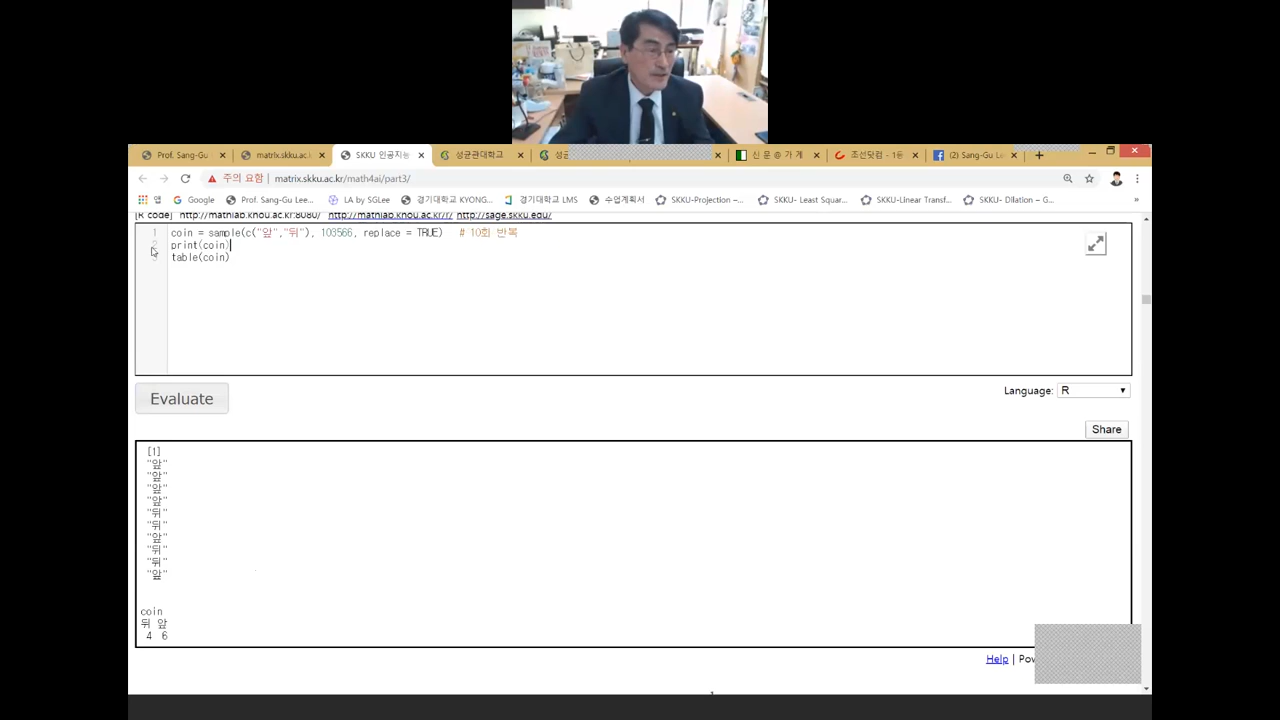 Prof. Sang-Gu
matrix.skku.ac.k
SKKU 인공지능
성균관대학교
성균
신 문 @ 가 게
조선닷컴 - 1등
(2) Sang-Gu Le
주의 요함 | matrix.skku.ac.kr/math4ai/part3/
앱
Google
Prof. Sang-Gu Lee...
LA by SGLee
경기대학교 KYONG...
경기대학교 LMS
수업계획서
SKKU-Projection -...
SKKU- Least Squar...
SKKU-Linear Transf...
SKKU- Dilation – G...
[R code] http://mathlab.knou.ac.kr:8080/ http://mathlab.knou.ac.kr/r/ http://sage.skku.edu/
1 coin = sample(c("앞","뒤"), 103566, replace = TRUE) # 10회 반복
2 print(coin)
3 table(coin)
Evaluate
Language: R
Share
[1]
"앞"
"앞"
"앞"
"앞"
"뒤"
"뒤"
"앞"
"뒤"
"뒤"
"앞"
coin
뒤 앞
4 6
Help | Pow